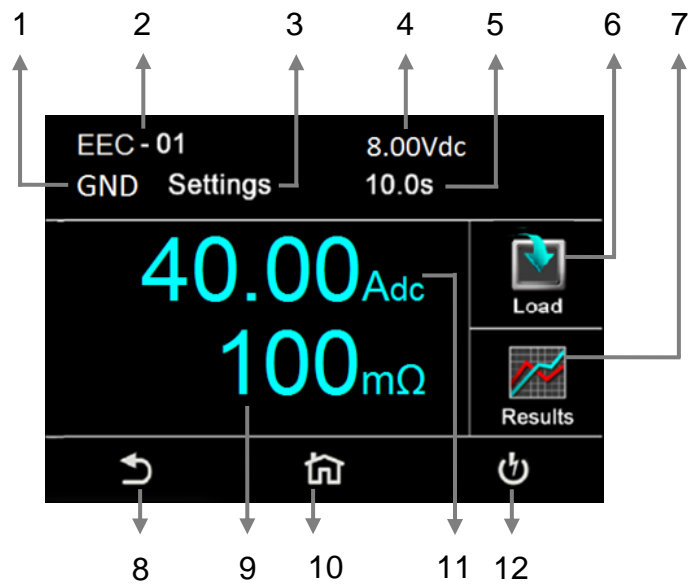 1 2 3 4 5 6 7
EEC - 01 8.00Vdc
GND Settings 10.0s
40.00Adc
Load
100mΩ
Results
8 9 10 11 12